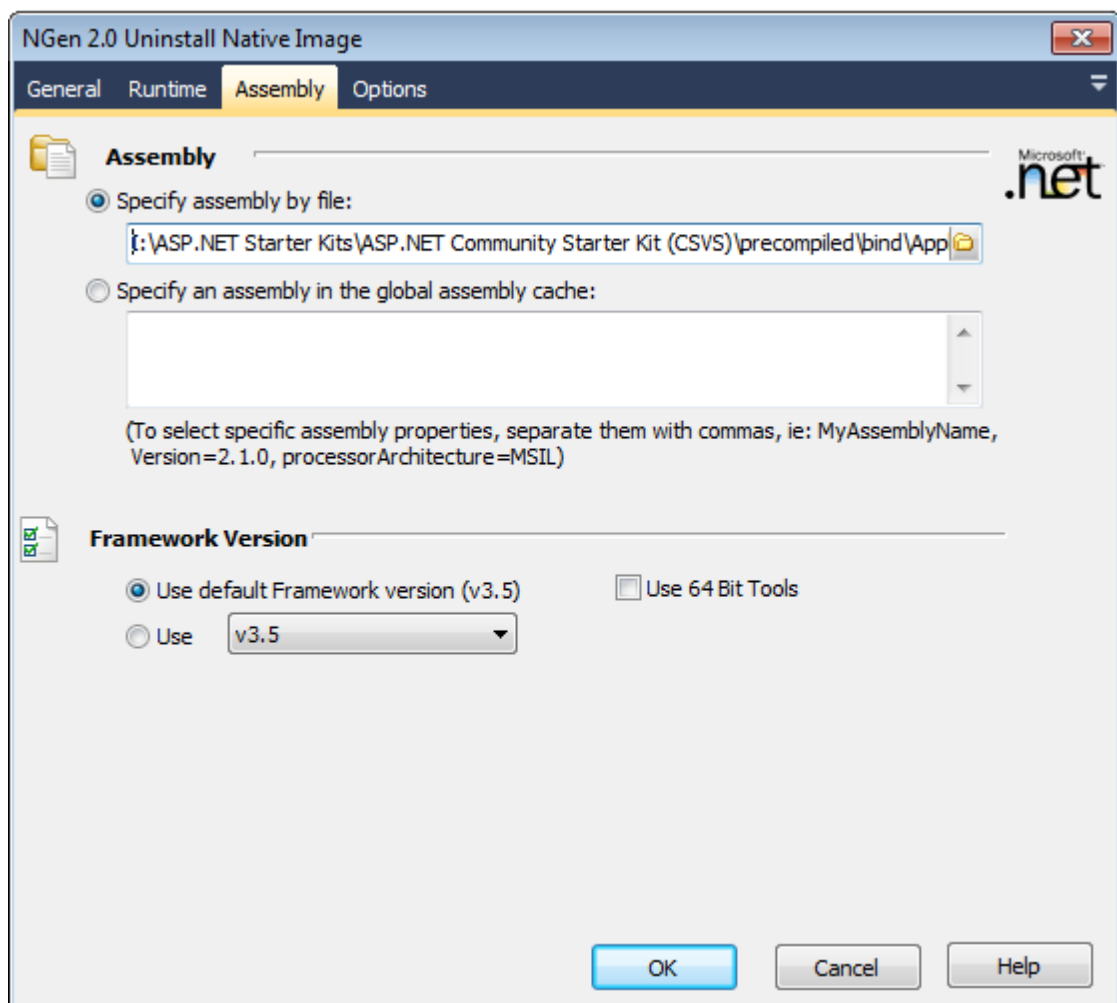 NGen 2.0 Uninstall Native Image
General Runtime Assembly Options
Assembly
Microsoft
.net
Specify assembly by file:
:\ASP.NET Starter Kits\ASP.NET Community Starter Kit (CSVS)\precompiled\bind\App
Specify an assembly in the global assembly cache:
(To select specific assembly properties, separate them with commas, ie: MyAssemblyName,
Version=2.1.0, processorArchitecture=MSIL)
Framework Version
Use default Framework version (v3.5) Use 64 Bit Tools
Use v3.5
OK Cancel Help